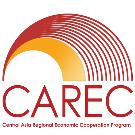 CAREC
Central Asia Regional Economic Cooperation Program